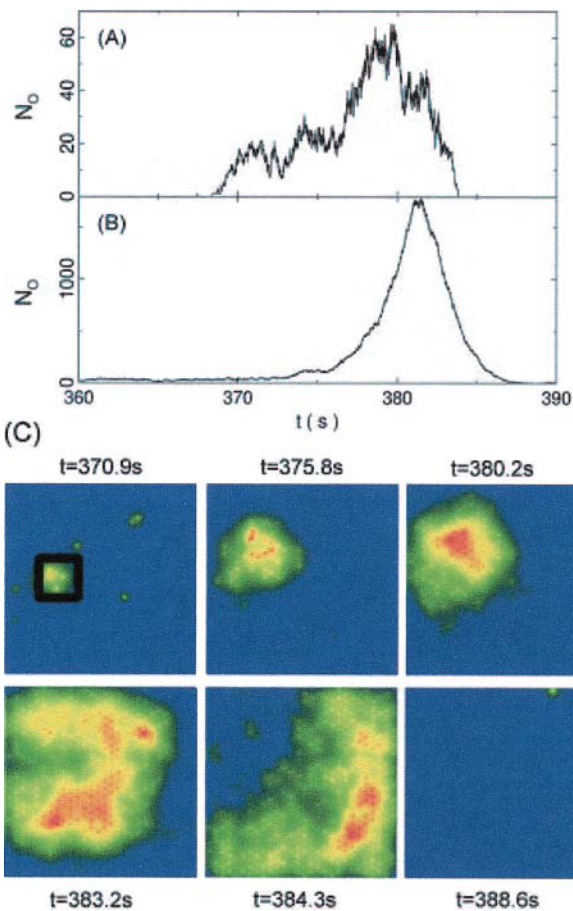 60
(A)
40
N_O
20
0
(B)
N_O
1000
0
360 370 380 390
t ( s )
(C)
t=370.9s t=375.8s t=380.2s
t=383.2s t=384.3s t=388.6s